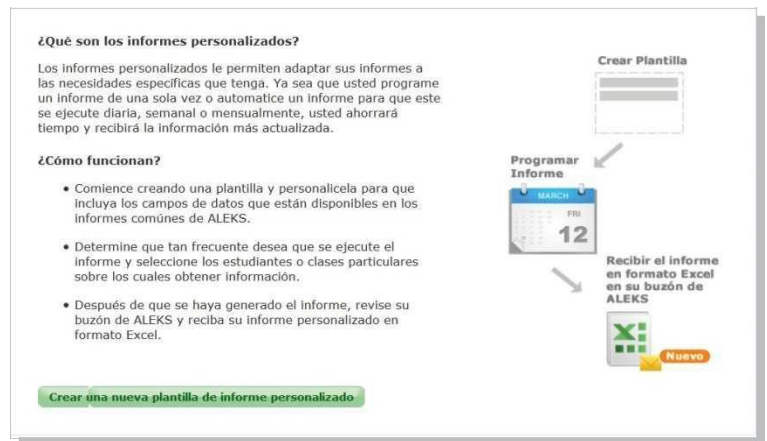 ¿Qué son los informes personalizados?
Los informes personalizados le permiten adaptar sus informes a
las necesidades específicas que tenga. Ya sea que usted programe
un informe de una sola vez o automatice un informe para que este
se ejecute diaria, semanal o mensualmente, usted ahorrará
tiempo y recibirá la información más actualizada.
¿Cómo funcionan?
• Comience creando una plantilla y personalicela para que
incluya los campos de datos que están disponibles en los
informes comúnes de ALEKS.
• Determine que tan frecuente desea que se ejecute el
informe y seleccione los estudiantes o clases particulares
sobre los cuales obtener información.
• Después de que se haya generado el informe, revise su
buzón de ALEKS y reciba su informe personalizado en
formato Excel.
Crear una nueva plantilla de informe personalizado
Crear Plantilla
Programar
Informe
MARCH
FRI
12
Recibir el informe
en formato Excel
en su buzón de
ALEKS
Nuevo